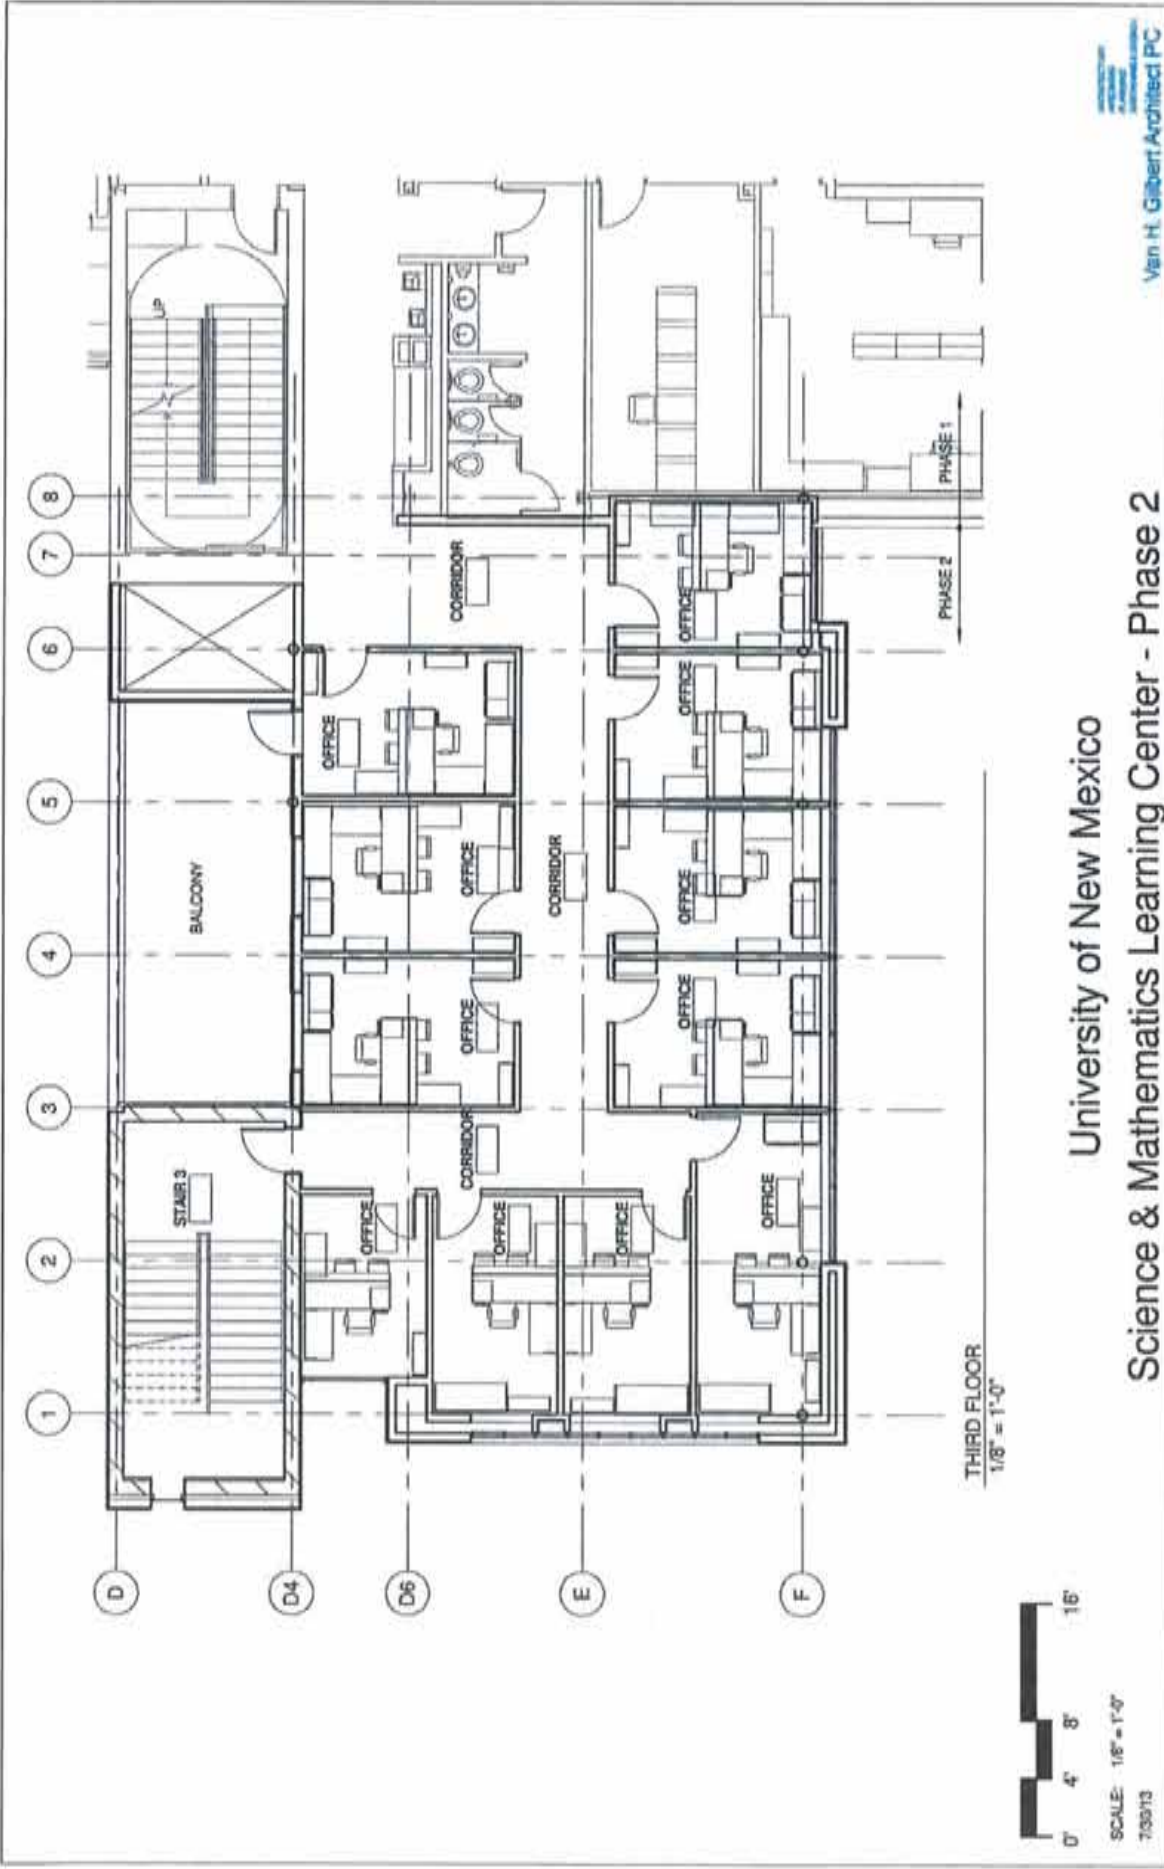 D
D4
D6
E
F
1
2
3
4
5
6
7
8
STAIR 3
BALCONY
UP
OFFICE
OFFICE
OFFICE
OFFICE
OFFICE
OFFICE
OFFICE
OFFICE
OFFICE
OFFICE
OFFICE
CORRIDOR
CORRIDOR
CORRIDOR
PHASE 2
PHASE 1
THIRD FLOOR
1/8" = 1'-0"
0'
4'
8'
16'
SCALE: 1/8" = 1'-0"
7/30/13
University of New Mexico
Science & Mathematics Learning Center - Phase 2
Van H. Gilbert Architect PC